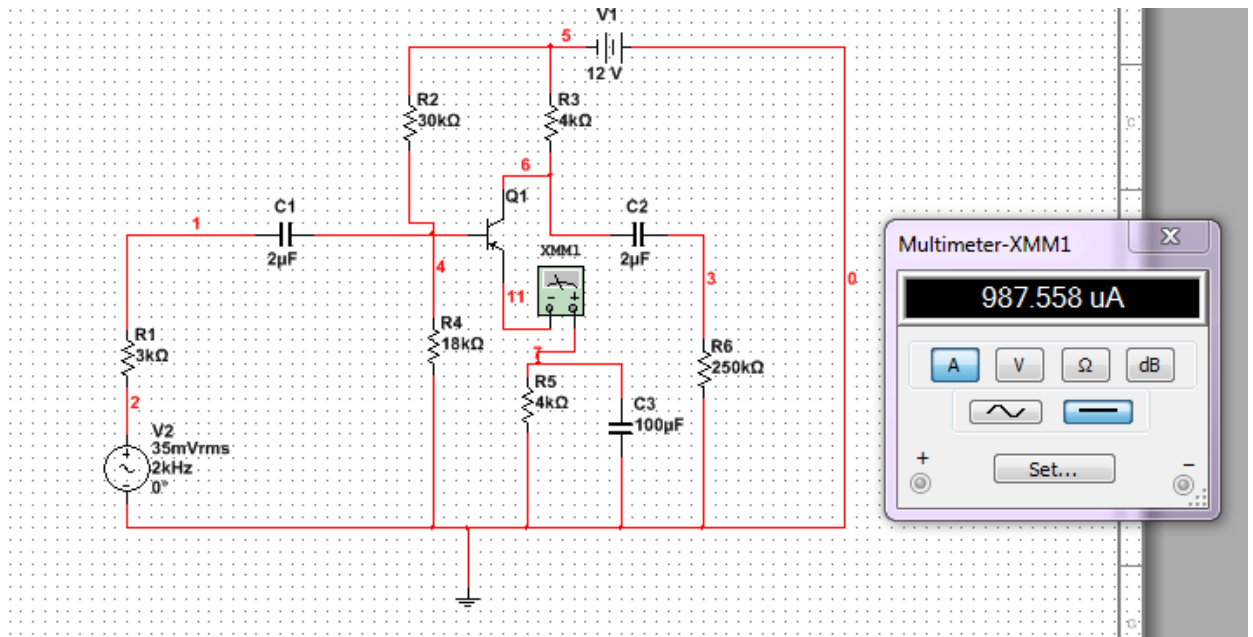 V1
5
12 V
R2
30kΩ
R3
4kΩ
C
6
Q1
C1
1
2µF
C2
2µF
XMM1
4
11
3
0
Multimeter-XMM1
X
987.558 uA
R4
18kΩ
R1
3kΩ
7
R6
250kΩ
A
V
Ω
dB
R5
4kΩ
C3
100µF
2
V2
35mVrms
2kHz
0°
+
Set...
−
G